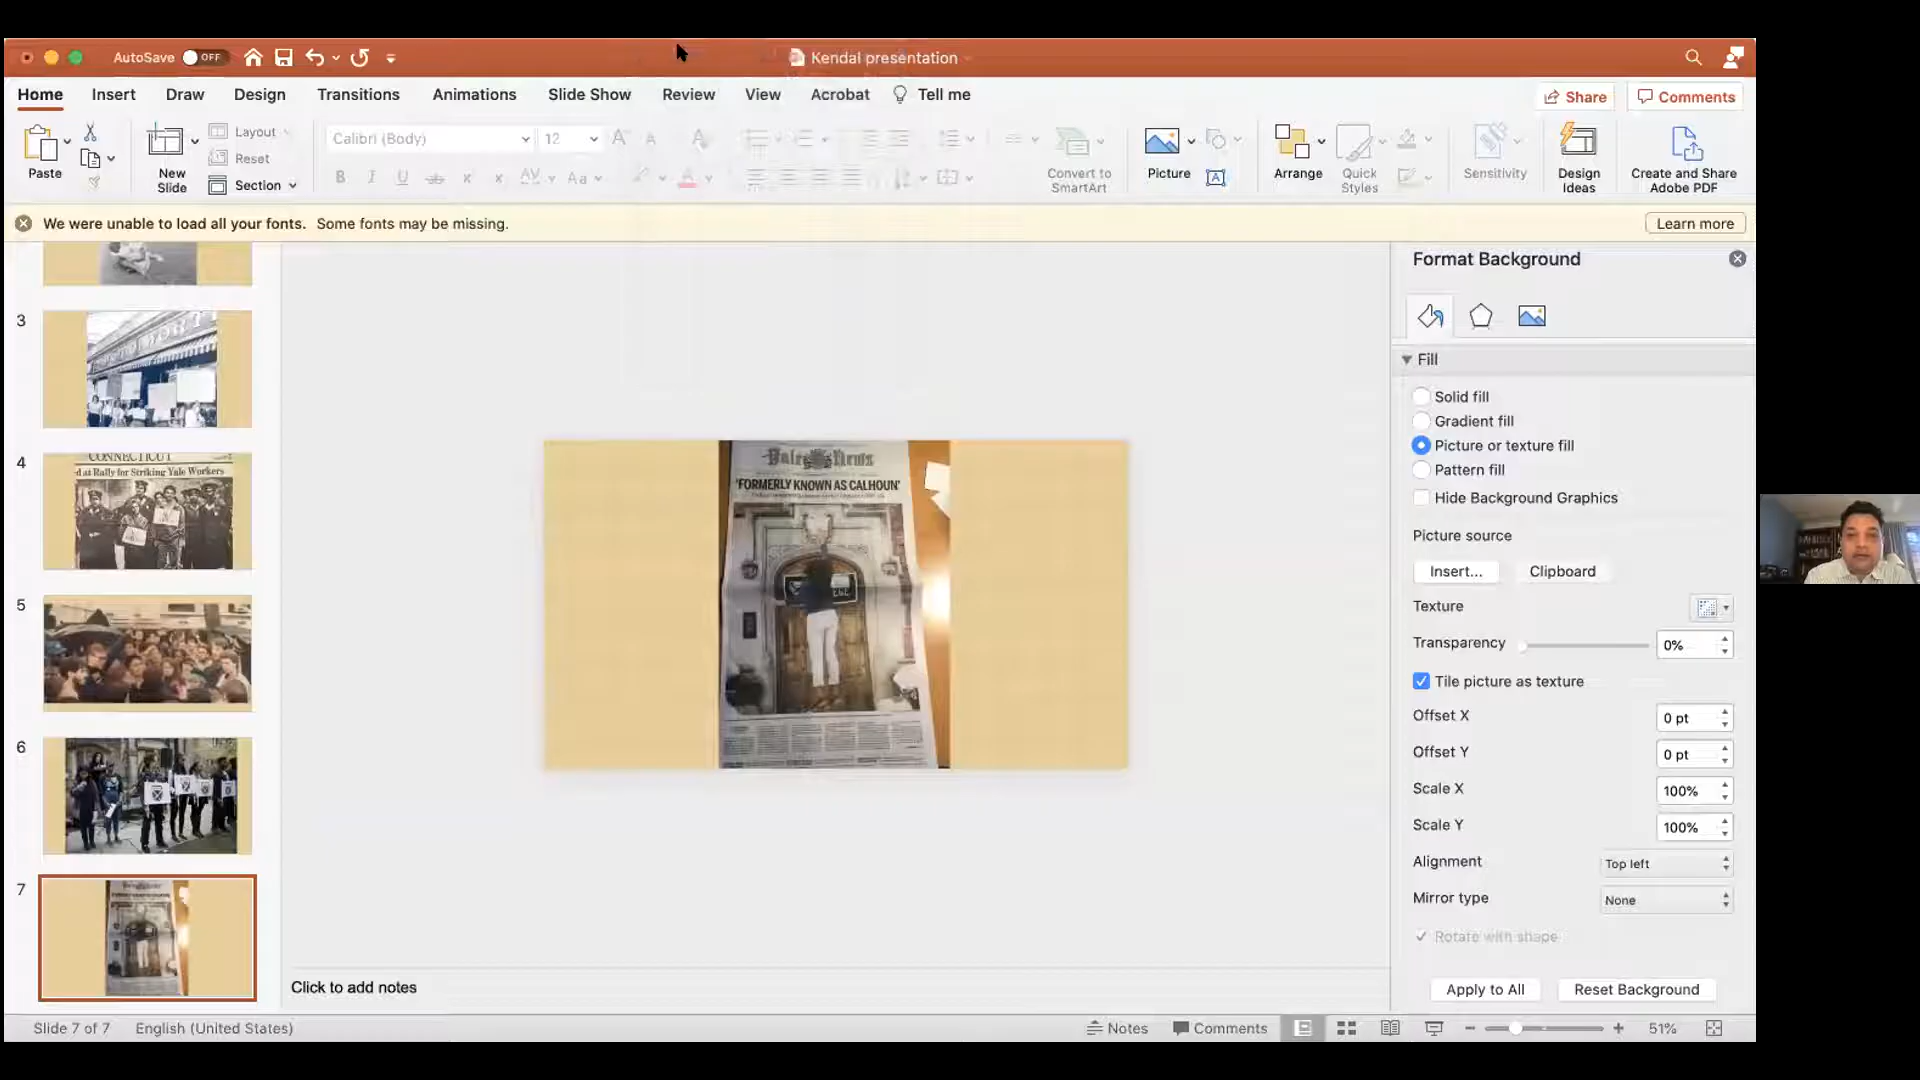 AutoSave OFF
Kendal presentation
Home Insert Draw Design Transitions Animations Slide Show Review View Acrobat Tell me
Share Comments
Paste
New Slide
Layout
Reset
Section
Calibri (Body) 12
Convert to SmartArt
Picture
Arrange
Quick Styles
Sensitivity
Design Ideas
Create and Share Adobe PDF
We were unable to load all your fonts. Some fonts may be missing.
Learn more
3
4
CONNECTICUT
d at Rally for Striking Yale Workers
5
6
7
Yale News
'FORMERLY KNOWN AS CALHOUN'
Click to add notes
Format Background
Fill
Solid fill
Gradient fill
Picture or texture fill
Pattern fill
Hide Background Graphics
Picture source
Insert... Clipboard
Texture
Transparency 0%
Tile picture as texture
Offset X 0 pt
Offset Y 0 pt
Scale X 100%
Scale Y 100%
Alignment Top left
Mirror type None
Rotate with shape
Apply to All Reset Background
Slide 7 of 7 English (United States)
Notes Comments 51%